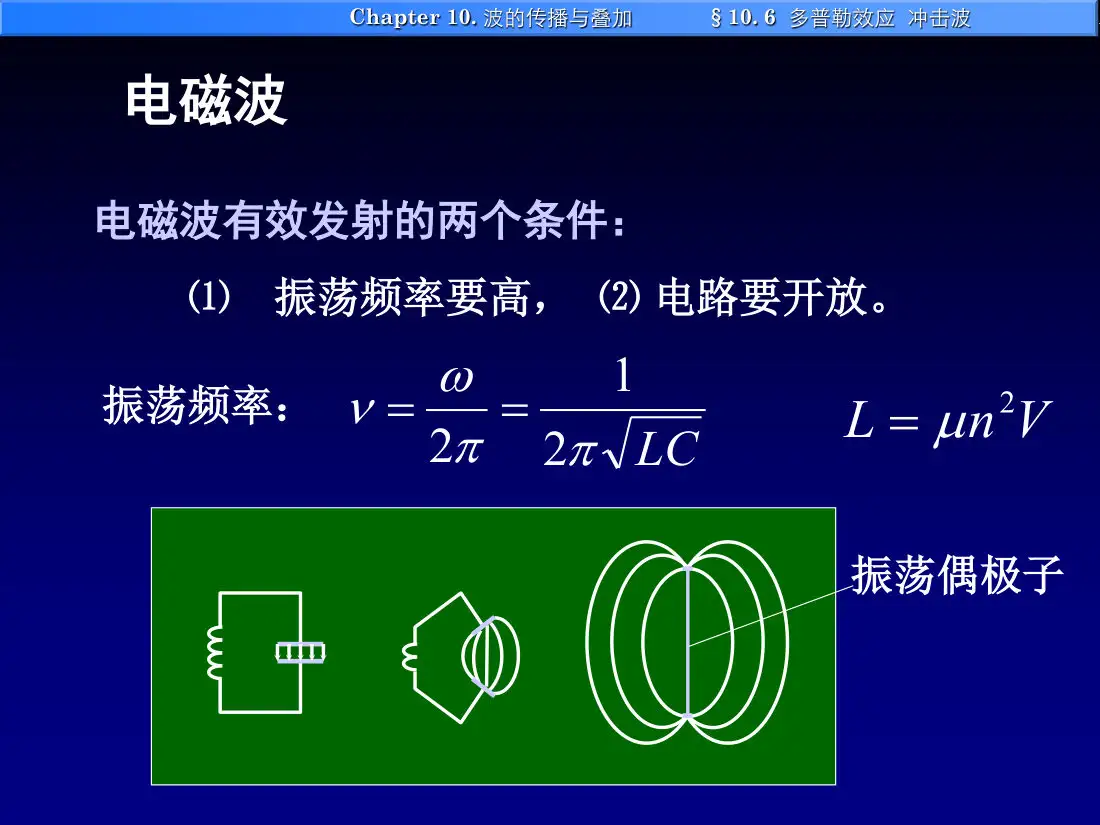 Chapter 10. 波的传播与叠加 §10. 6 多普勒效应 冲击波
电磁波
电磁波有效发射的两个条件：
⑴ 振荡频率要高， ⑵ 电路要开放。
振荡频率： ν = ω/2π = 1/2π√LC L = μn²V
振荡偶极子